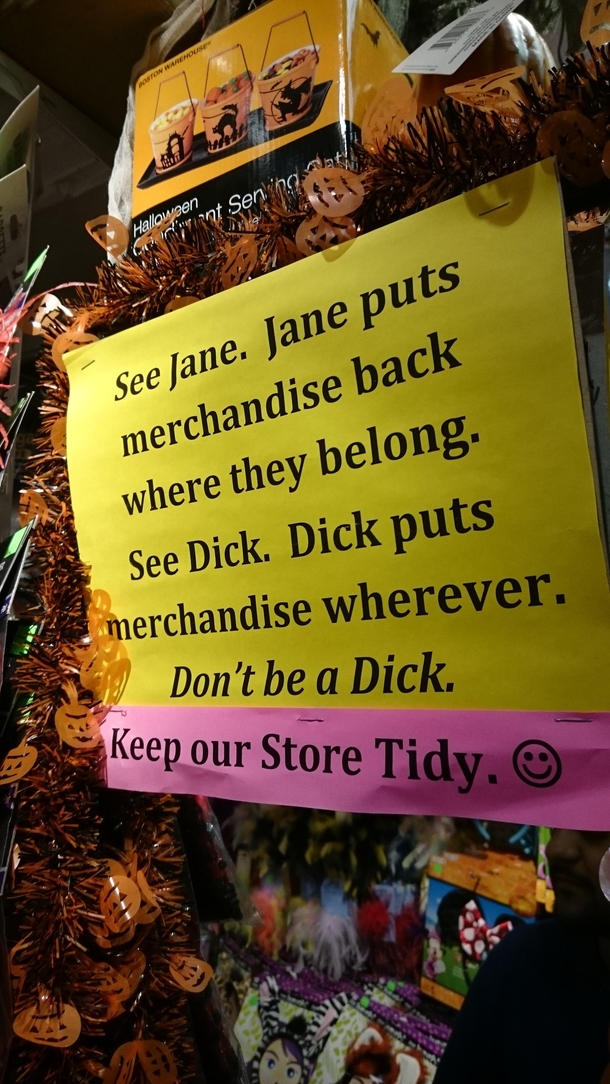 BOSTON WAREHOUSE
Halloween
See Jane. Jane puts
merchandise back
where they belong.
See Dick. Dick puts
merchandise wherever.
Don't be a Dick.
Keep our Store Tidy. ☺